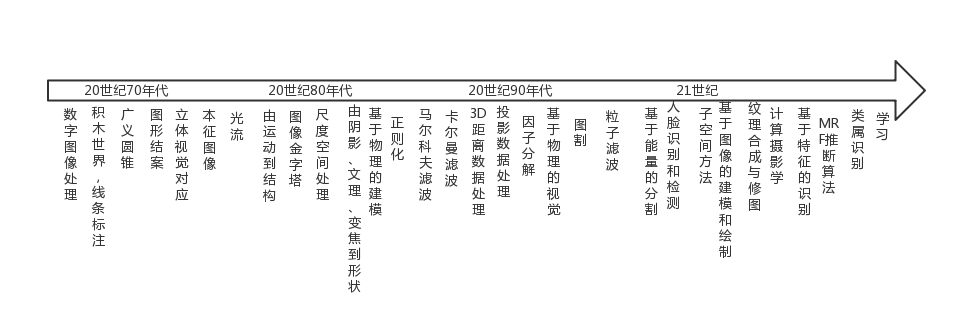 20世纪70年代
20世纪80年代
20世纪90年代
21世纪
数字图像处理
积木世界，线条标注
广义圆锥
图形结案
立体视觉对应
本征图像
光流
由运动到结构
图像金字塔
尺度空间处理
由阴影、文理、变焦到形状
基于物理的建模
正则化
马尔科夫滤波
卡尔曼滤波
3D距离数据处理
投影数据处理
因子分解
基于物理的视觉
图割
粒子滤波
基于能量的分割
人脸识别和检测
子空间方法
基于图像的建模和绘制
纹理合成与修图
计算摄影学
基于特征的识别
MRF推断算法
类属识别
学习